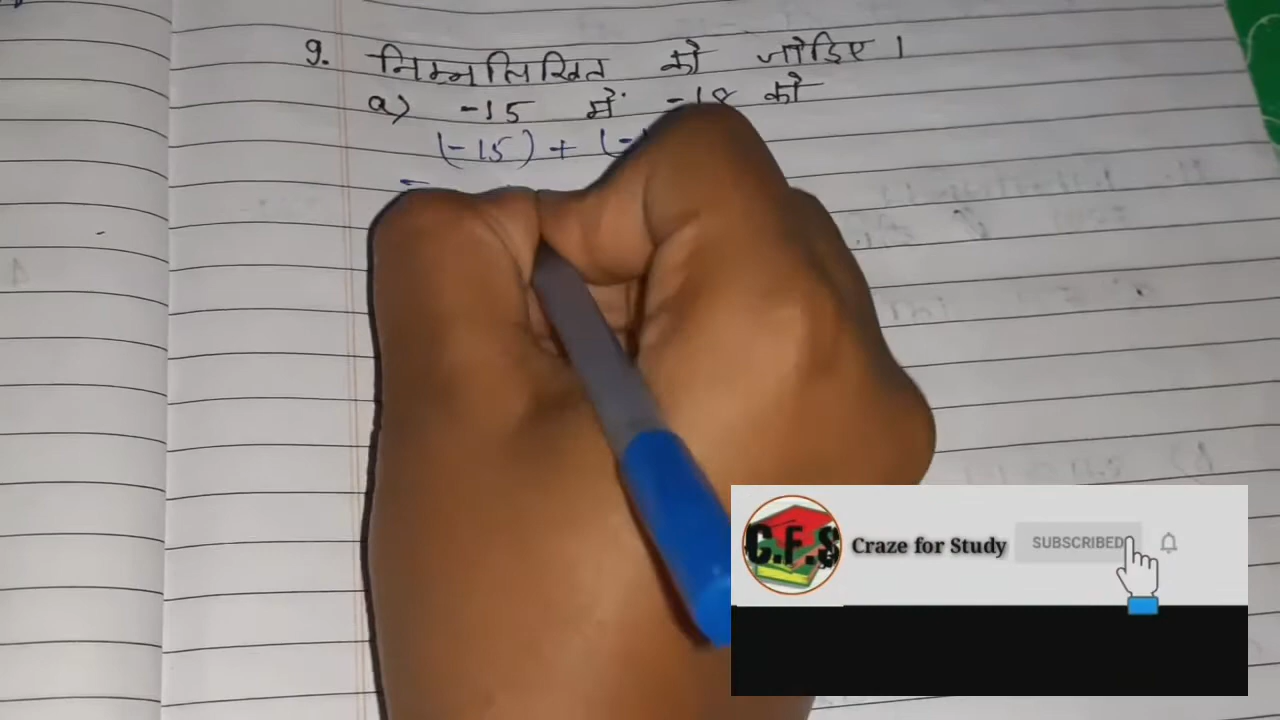 9. निम्नलिखित को जोडिए ।
a) -15 में -18 को
(-15) + (-
C.F.S
Craze for Study
SUBSCRIBED